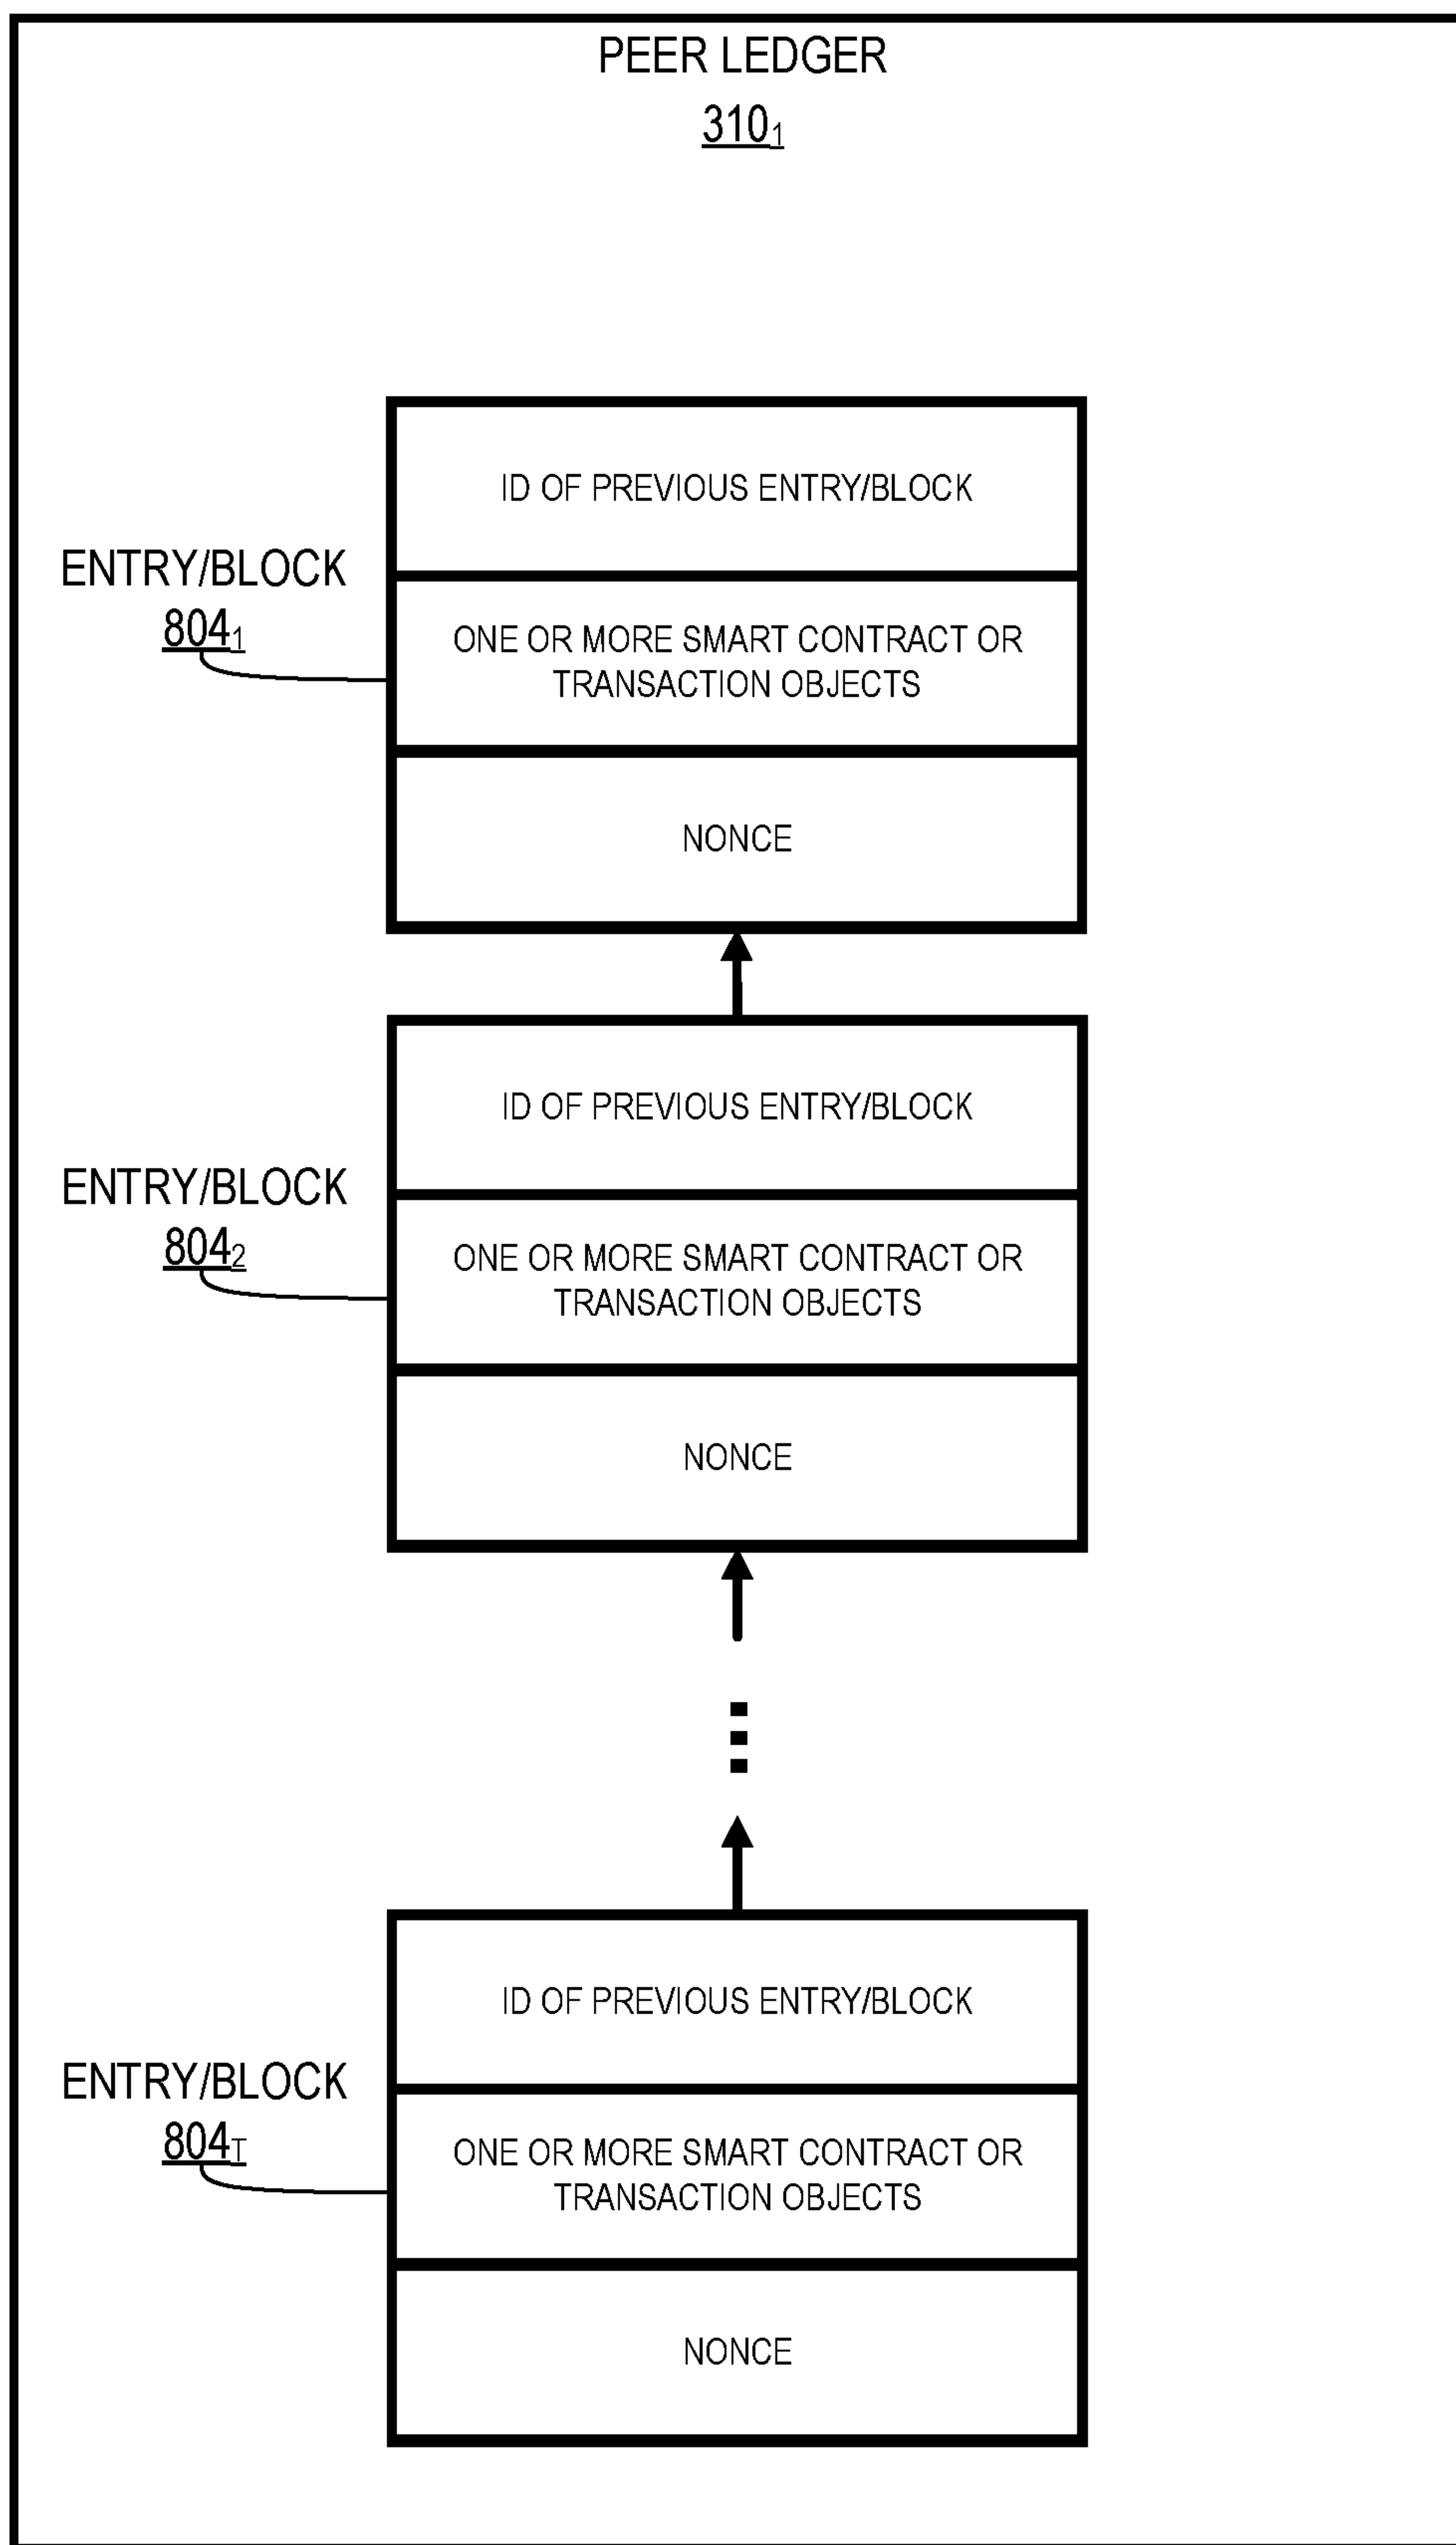 PEER LEDGER
310₁
ID OF PREVIOUS ENTRY/BLOCK
ENTRY/BLOCK
804₁
ONE OR MORE SMART CONTRACT OR
TRANSACTION OBJECTS
NONCE
ID OF PREVIOUS ENTRY/BLOCK
ENTRY/BLOCK
804₂
ONE OR MORE SMART CONTRACT OR
TRANSACTION OBJECTS
NONCE
ID OF PREVIOUS ENTRY/BLOCK
ENTRY/BLOCK
804T
ONE OR MORE SMART CONTRACT OR
TRANSACTION OBJECTS
NONCE